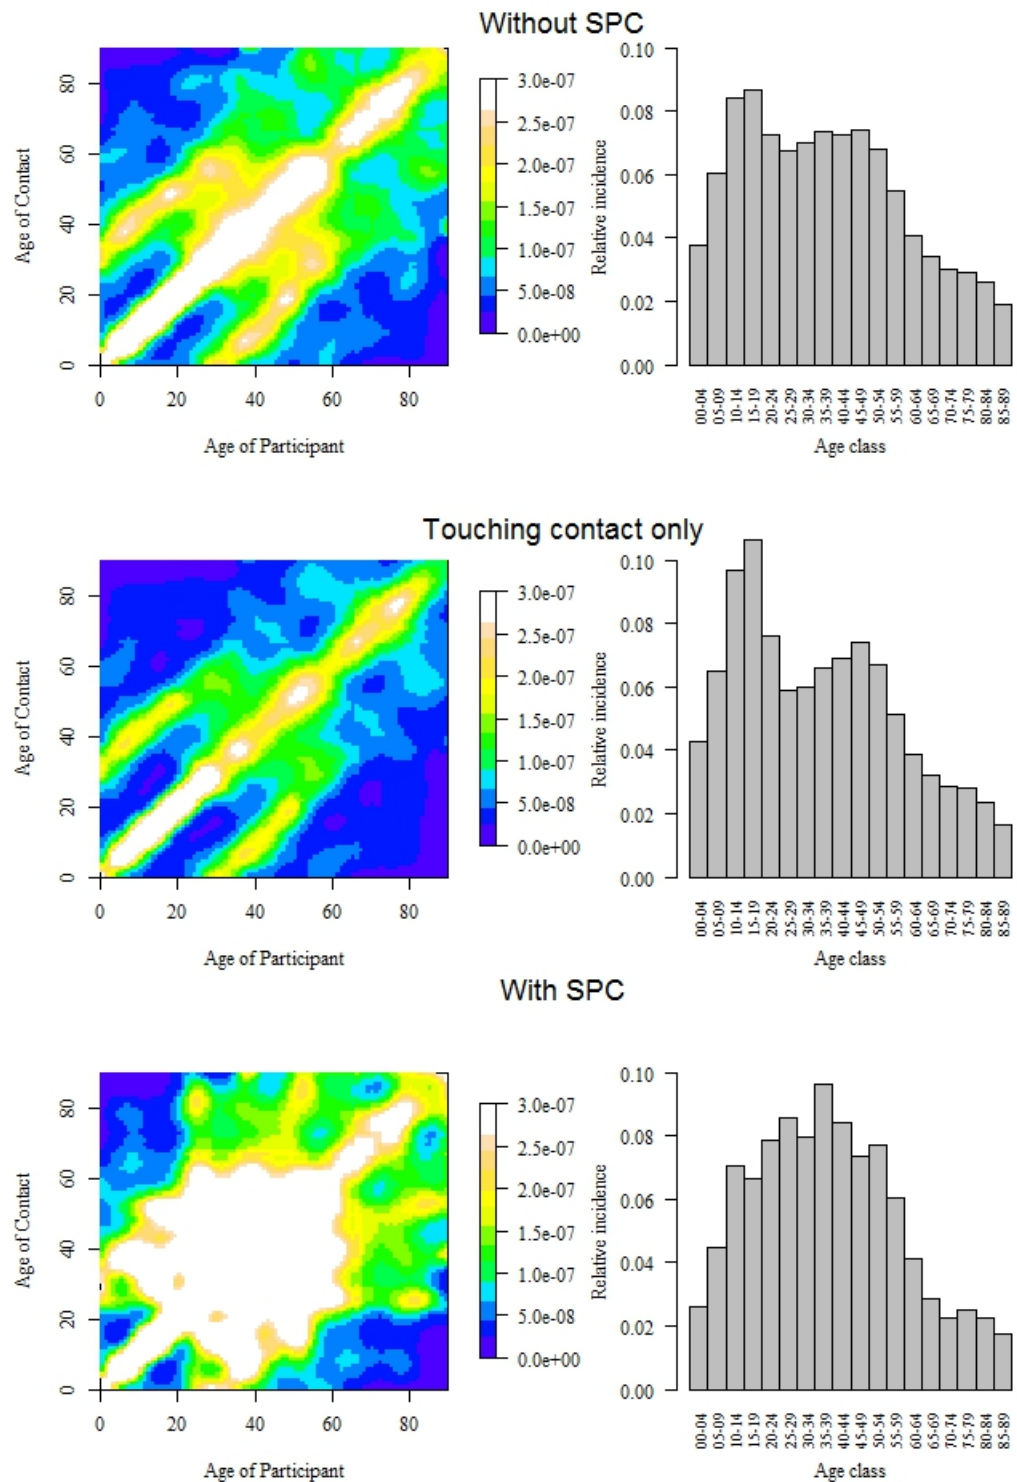 Without SPC
Age of Contact
80
60
40
20
0
0 20 40 60 80
Age of Participant
3.0e-07
2.5e-07
2.0e-07
1.5e-07
1.0e-07
5.0e-08
0.0e+00
Relative incidence
0.10
0.08
0.06
0.04
0.02
0.00
00-04 05-09 10-14 15-19 20-24 25-29 30-34 35-39 40-44 45-49 50-54 55-59 60-64 65-69 70-74 75-79 80-84 85-89
Age class
Touching contact only
Age of Contact
80
60
40
20
0
0 20 40 60 80
Age of Participant
3.0e-07
2.5e-07
2.0e-07
1.5e-07
1.0e-07
5.0e-08
0.0e+00
Relative incidence
0.10
0.08
0.06
0.04
0.02
0.00
00-04 05-09 10-14 15-19 20-24 25-29 30-34 35-39 40-44 45-49 50-54 55-59 60-64 65-69 70-74 75-79 80-84 85-89
Age class
With SPC
Age of Contact
80
60
40
20
0
0 20 40 60 80
Age of Participant
3.0e-07
2.5e-07
2.0e-07
1.5e-07
1.0e-07
5.0e-08
0.0e+00
Relative incidence
0.10
0.08
0.06
0.04
0.02
0.00
00-04 05-09 10-14 15-19 20-24 25-29 30-34 35-39 40-44 45-49 50-54 55-59 60-64 65-69 70-74 75-79 80-84 85-89
Age class